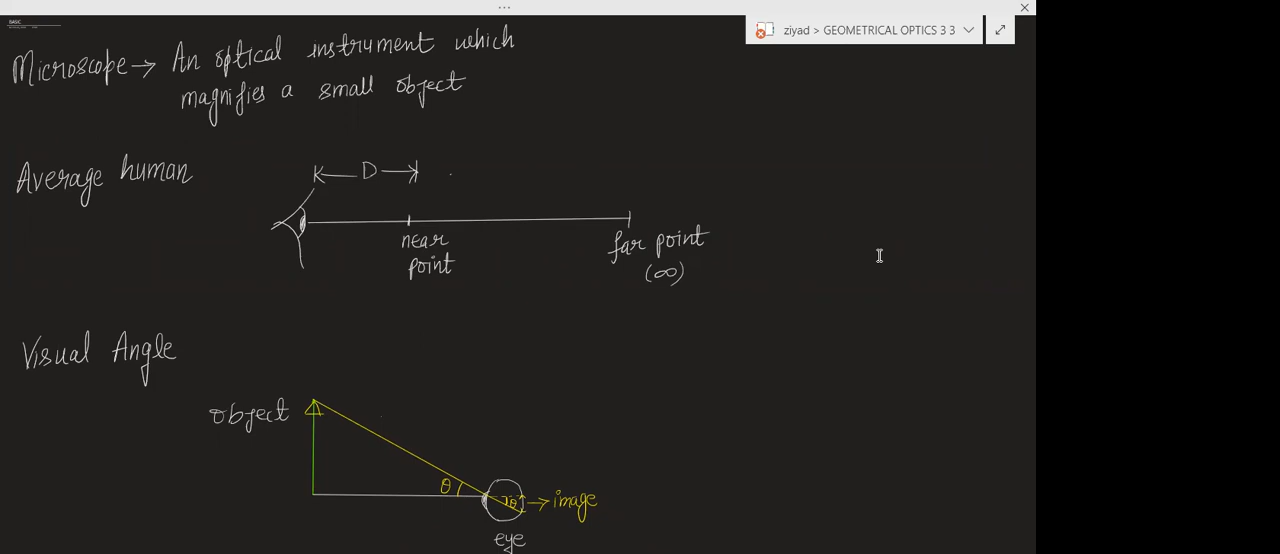 BASIC
ziyad > GEOMETRICAL OPTICS 3 3
Microscope → An optical instrument which
magnifies a small object
Average human
D
near
point
far point
(∞)
Visual Angle
object
θ
θ
→ image
eye